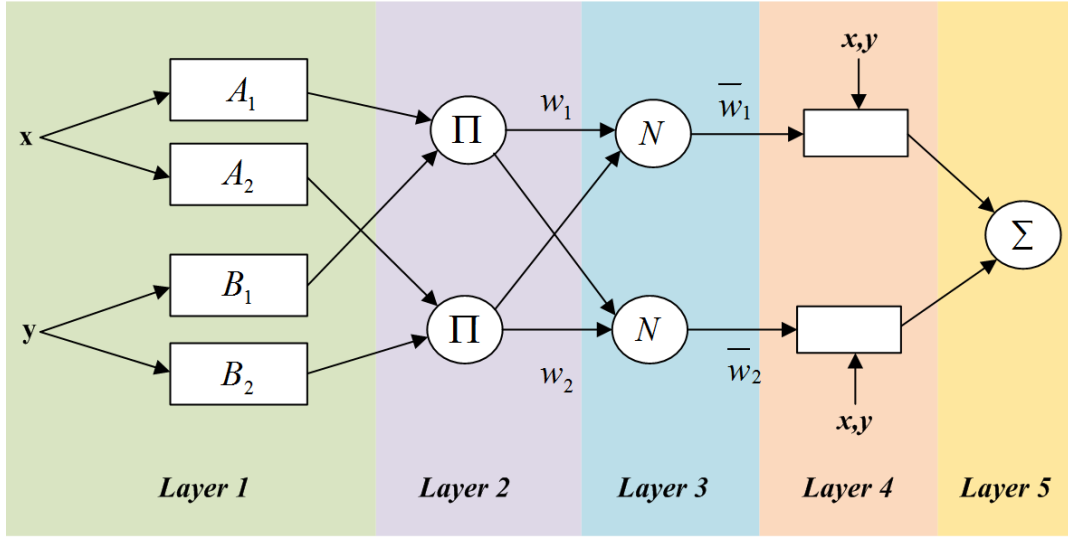 x
y
A₁
A₂
B₁
B₂
Π
Π
w₁
w₂
N
N
w̅₁
w̅₂
x,y
x,y
Σ
Layer 1
Layer 2
Layer 3
Layer 4
Layer 5